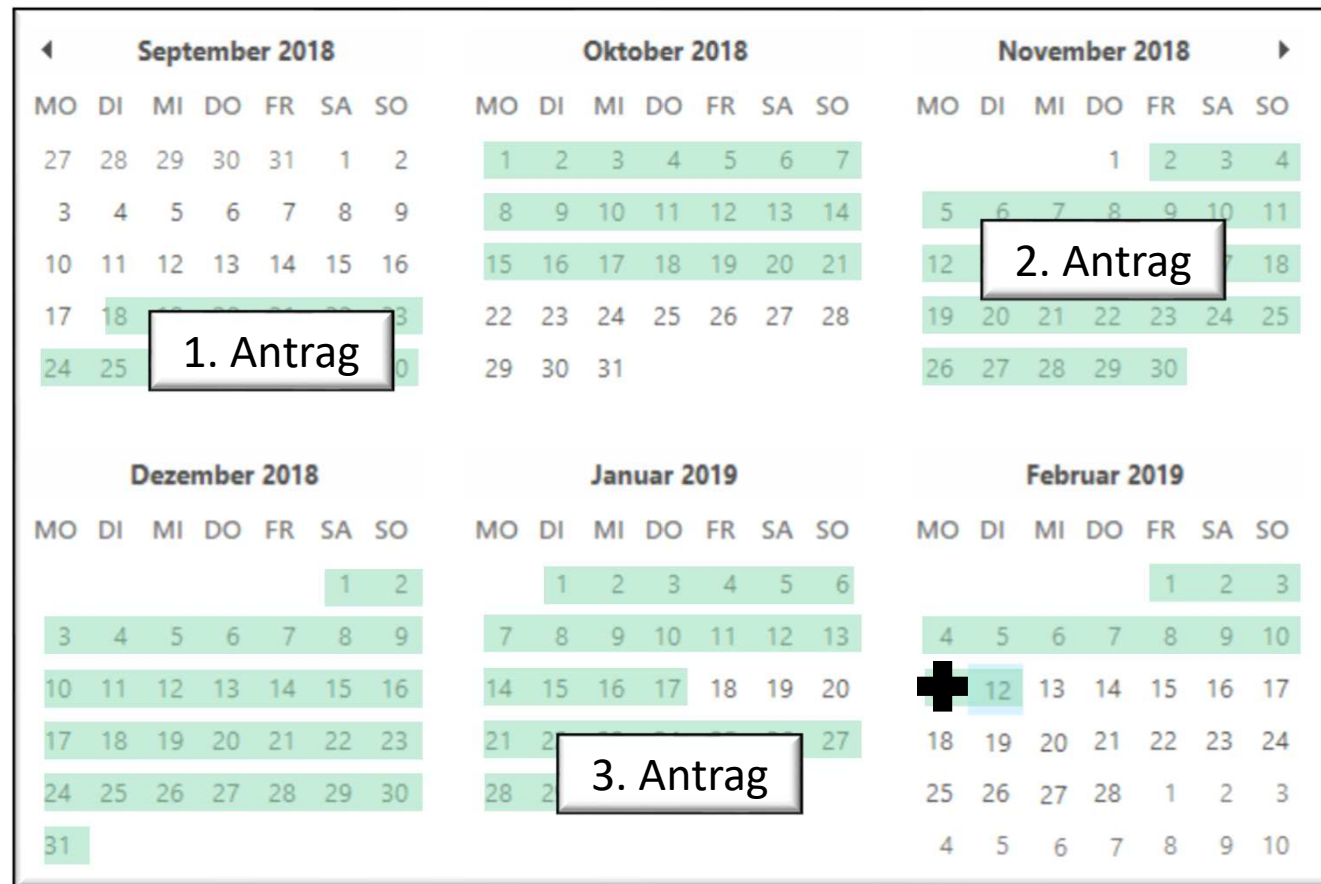 September 2018
MO DI MI DO FR SA SO
27 28 29 30 31 1 2
3 4 5 6 7 8 9
10 11 12 13 14 15 16
17 18
24 25
1. Antrag
Oktober 2018
MO DI MI DO FR SA SO
1 2 3 4 5 6 7
8 9 10 11 12 13 14
15 16 17 18 19 20 21
22 23 24 25 26 27 28
29 30 31
November 2018
MO DI MI DO FR SA SO
1 2 3 4
5 6 7 8 9 10 11
12 18
2. Antrag
19 20 21 22 23 24 25
26 27 28 29 30
Dezember 2018
MO DI MI DO FR SA SO
1 2
3 4 5 6 7 8 9
10 11 12 13 14 15 16
17 18 19 20 21 22 23
24 25 26 27 28 29 30
31
Januar 2019
MO DI MI DO FR SA SO
1 2 3 4 5 6
7 8 9 10 11 12 13
14 15 16 17 18 19 20
21 27
28
3. Antrag
Februar 2019
MO DI MI DO FR SA SO
1 2 3
4 5 6 7 8 9 10
12 13 14 15 16 17
18 19 20 21 22 23 24
25 26 27 28 1 2 3
4 5 6 7 8 9 10